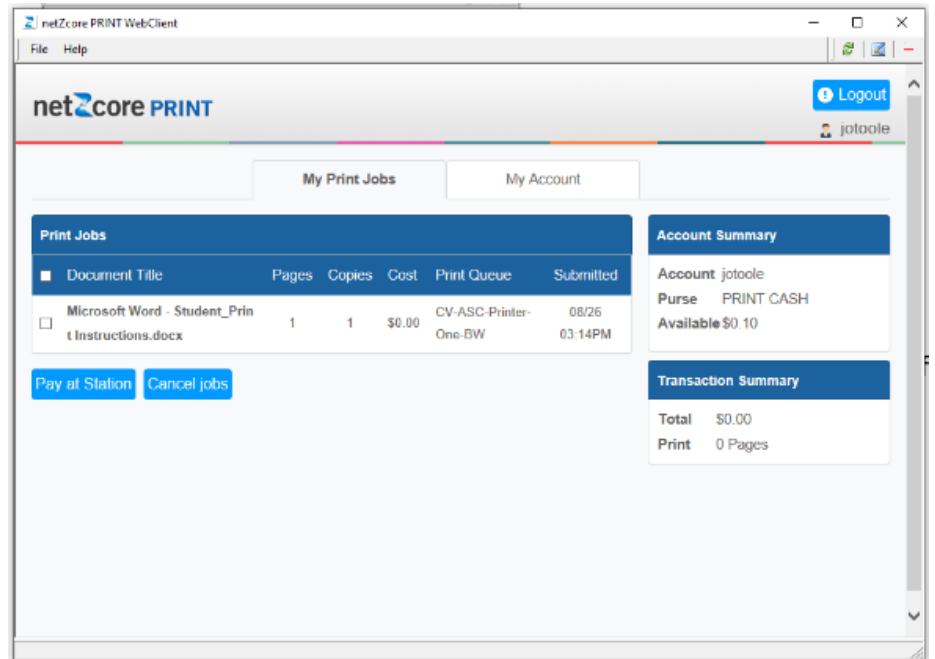 netZcore PRINT WebClient
File Help
netZcore PRINT
Logout
jotoole
My Print Jobs My Account
Print Jobs
Document Title Pages Copies Cost Print Queue Submitted
Microsoft Word - Student_Prin 1 1 $0.00 CV-ASC-Printer- 08/26
t Instructions.docx One-BW 03:14PM
Pay at Station Cancel jobs
Account Summary
Account jotoole
Purse PRINT CASH
Available $0.10
Transaction Summary
Total $0.00
Print 0 Pages